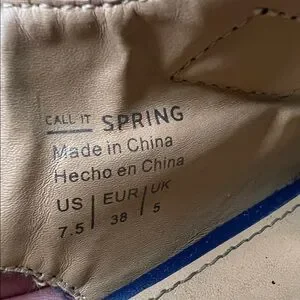 CALL IT SPRING
Made in China
Hecho en China
US | EUR | UK
7.5 | 38 | 5